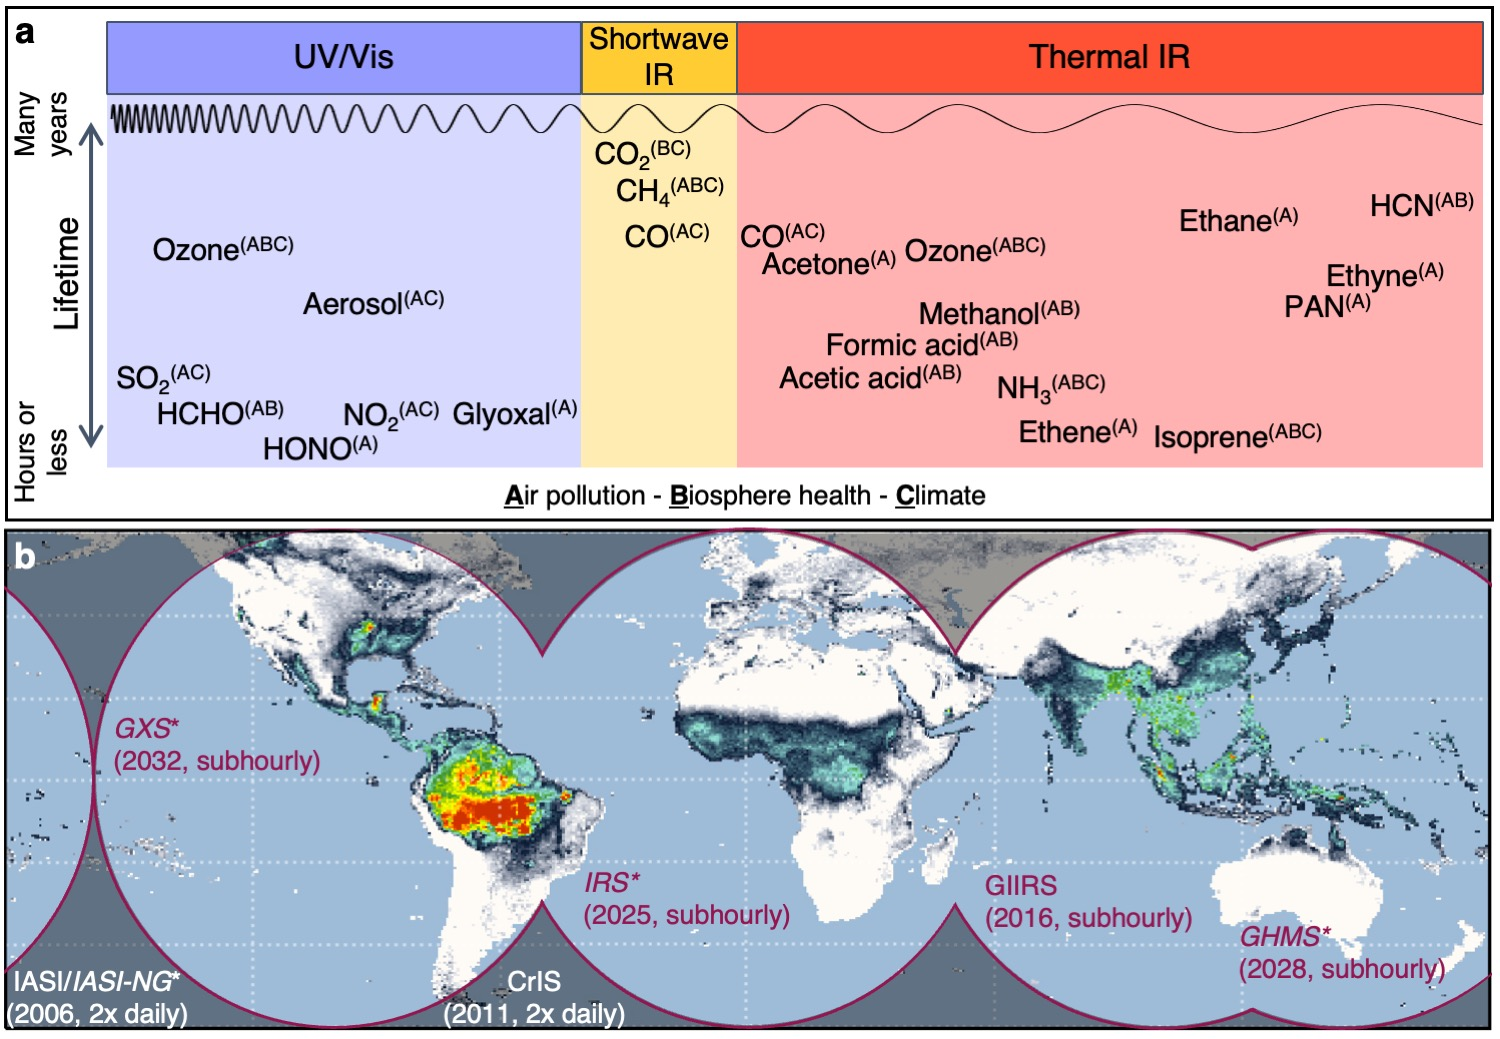 a
UV/Vis
Shortwave
IR
Thermal IR
Many
years
Lifetime
Hours or
less
CO2(BC)
CH4(ABC)
CO(AC)
HCN(AB)
Ethane(A)
CO(AC)
Ozone(ABC)
Acetone(A)
Ozone(ABC)
Ethyne(A)
Aerosol(AC)
PAN(A)
Methanol(AB)
Formic acid(AB)
SO2(AC)
Acetic acid(AB)
NH3(ABC)
HCHO(AB)
NO2(AC)
Glyoxal(A)
Ethene(A)
Isoprene(ABC)
HONO(A)
Air pollution - Biosphere health - Climate
b
GXS*
(2032, subhourly)
IRS*
(2025, subhourly)
GIIRS
(2016, subhourly)
GHMS*
(2028, subhourly)
IASI/IASI-NG*
(2006, 2x daily)
CrIS
(2011, 2x daily)